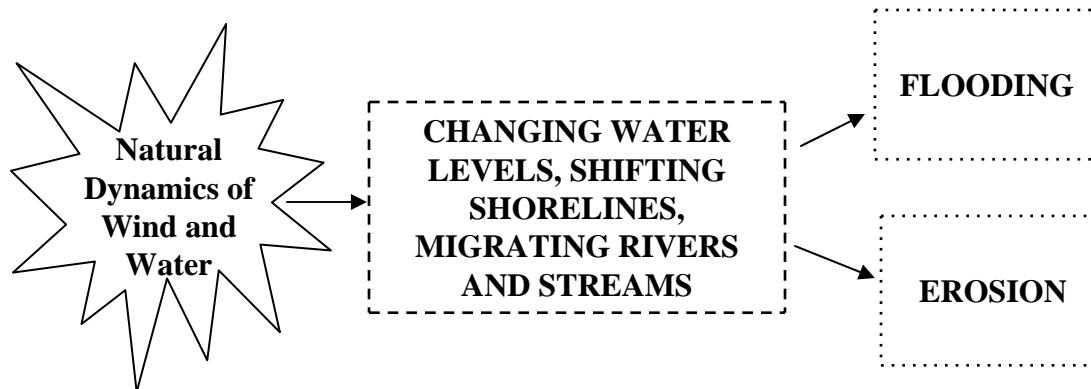 Natural
Dynamics of
Wind and
Water
CHANGING WATER
LEVELS, SHIFTING
SHORELINES,
MIGRATING RIVERS
AND STREAMS
FLOODING
EROSION